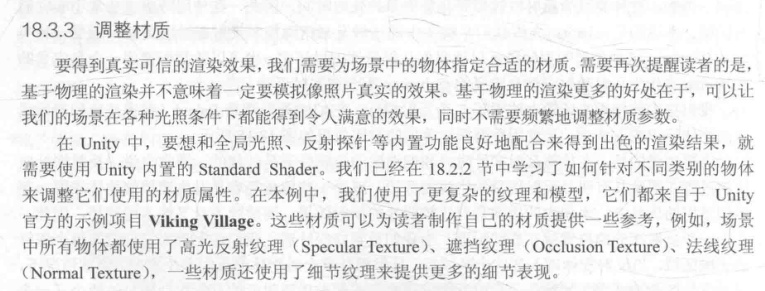 18.3.3 调整材质
要得到真实可信的渲染效果，我们需要为场景中的物体指定合适的材质。需要再次提醒读者的是，
基于物理的渲染并不意味着一定要模拟像照片真实的效果。基于物理的渲染更多的好处在于，可以让
我们的场景在各种光照条件下都能得到令人满意的效果，同时不需要频繁地调整材质参数。
在 Unity 中，要想和全局光照、反射探针等内置功能良好地配合来得到出色的渲染结果，就
需要使用 Unity 内置的 Standard Shader。我们已经在 18.2.2 节中学习了如何针对不同类别的物体
来调整它们使用的材质属性。在本例中，我们使用了更复杂的纹理和模型，它们都来自于 Unity
官方的示例项目 Viking Village。这些材质可以为读者制作自己的材质提供一些参考，例如，场景
中所有物体都使用了高光反射纹理（Specular Texture）、遮挡纹理（Occlusion Texture）、法线纹理
（Normal Texture），一些材质还使用了细节纹理来提供更多的细节表现。